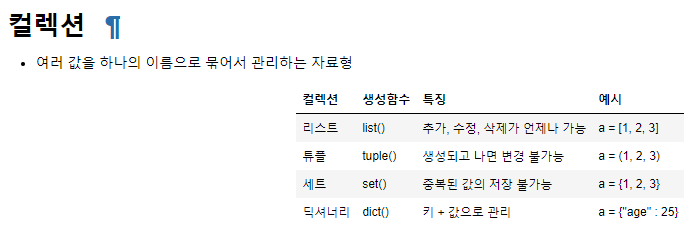 컬렉션 ¶
• 여러 값을 하나의 이름으로 묶어서 관리하는 자료형
컬렉션 생성함수 특징 예시
리스트 list() 추가, 수정, 삭제가 언제나 가능 a = [1, 2, 3]
튜플 tuple() 생성되고 나면 변경 불가능 a = (1, 2, 3)
세트 set() 중복된 값의 저장 불가능 a = {1, 2, 3}
딕셔너리 dict() 키 + 값으로 관리 a = {"age" : 25}